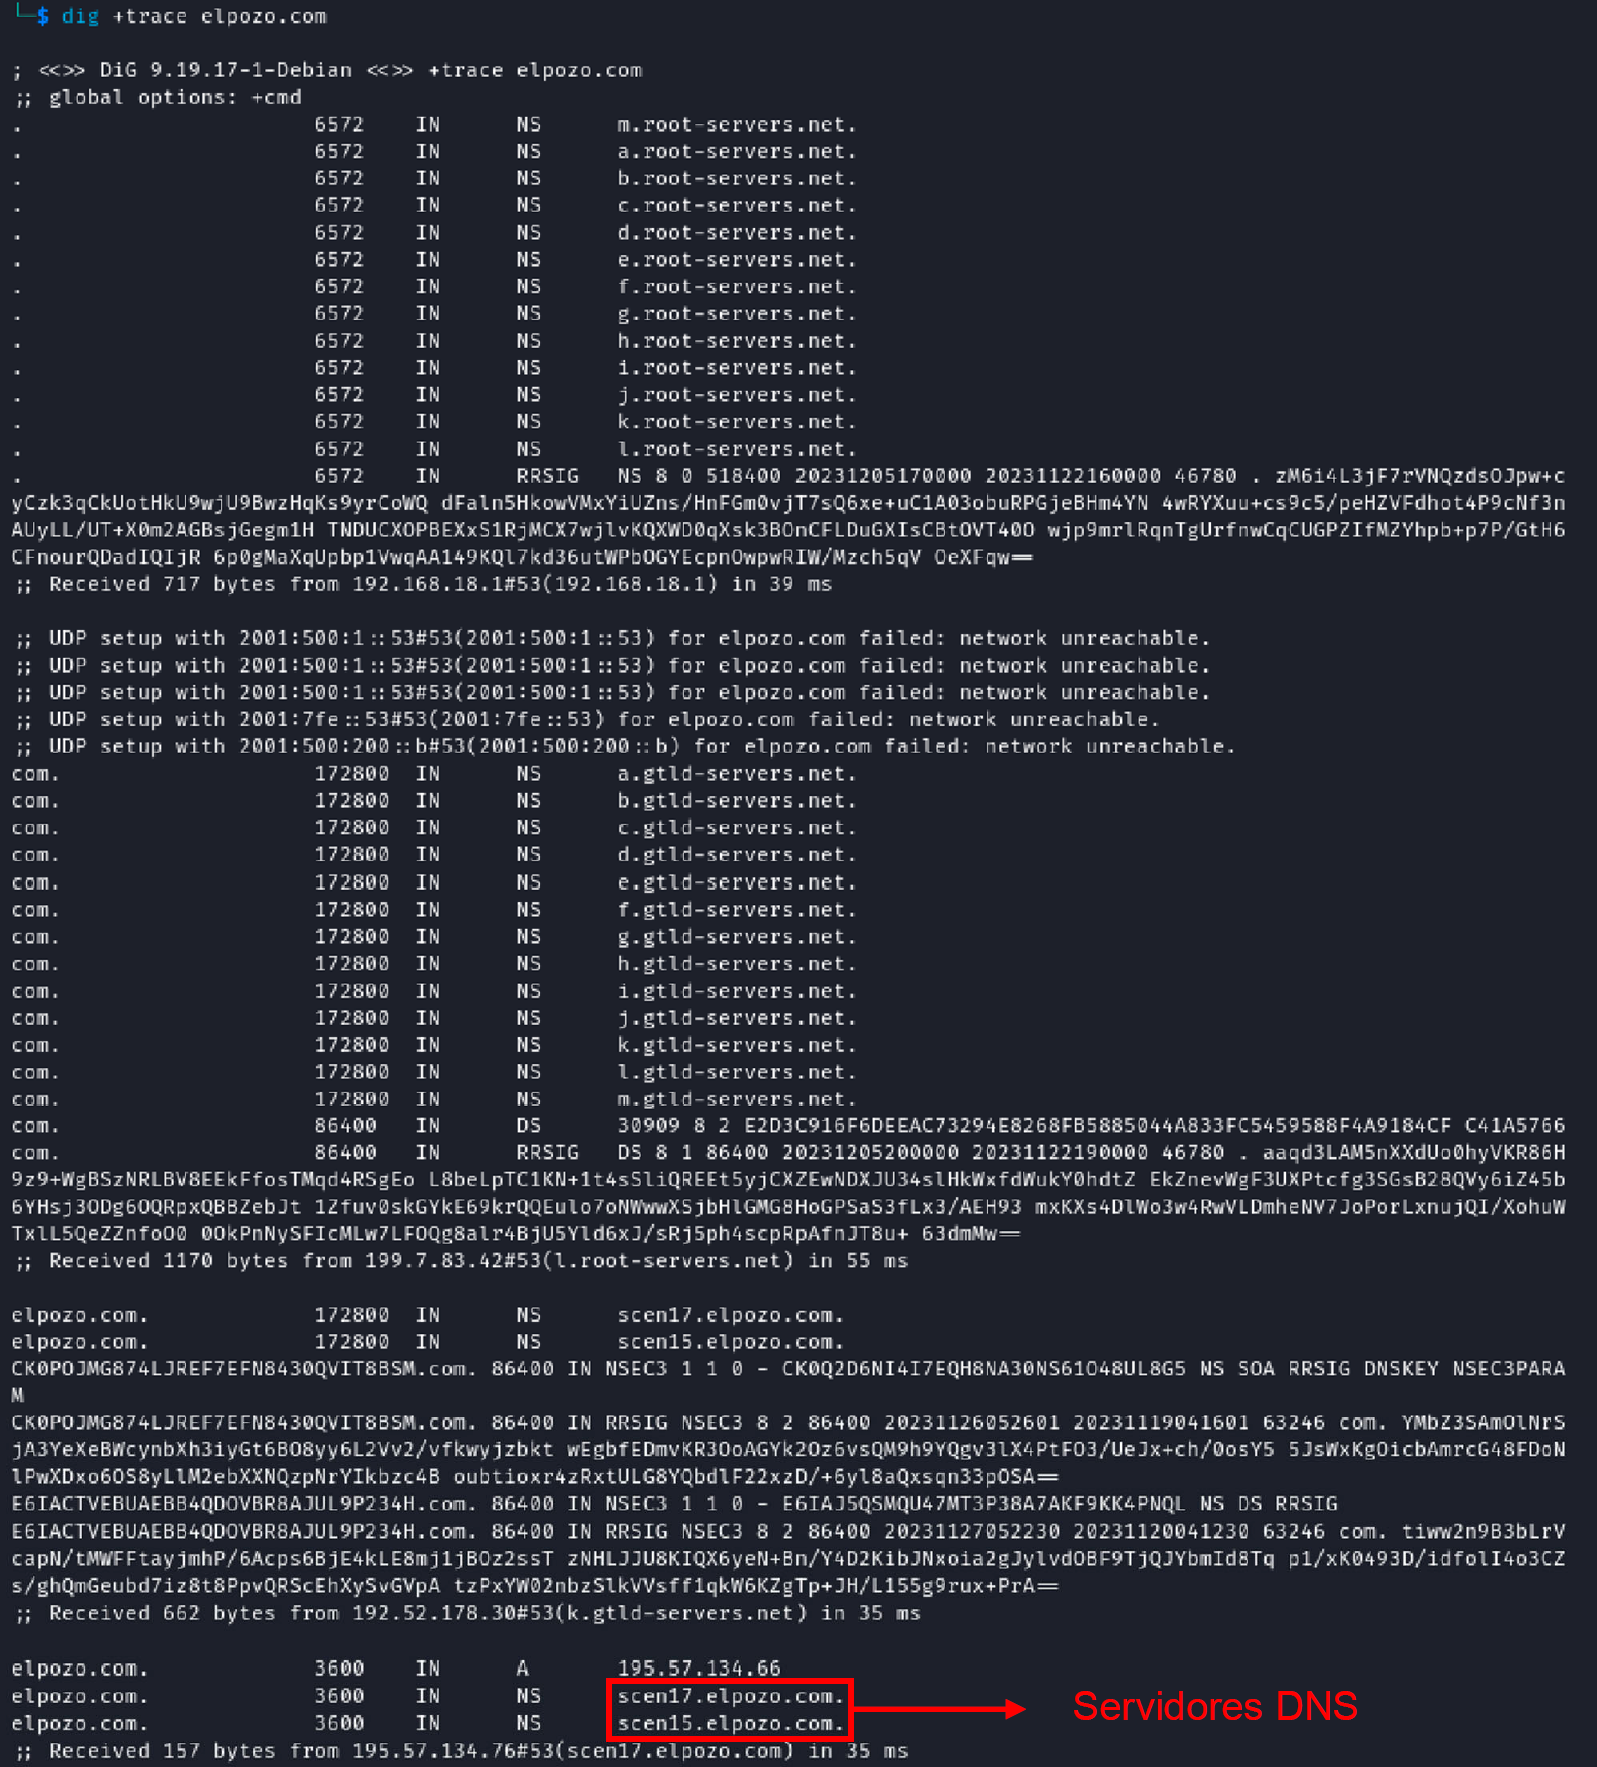 └─$ dig +trace elpozo.com
; <<>> DiG 9.19.17-1-Debian <<>> +trace elpozo.com
;; global options: +cmd
. 6572 IN NS m.root-servers.net.
. 6572 IN NS a.root-servers.net.
. 6572 IN NS b.root-servers.net.
. 6572 IN NS c.root-servers.net.
. 6572 IN NS d.root-servers.net.
. 6572 IN NS e.root-servers.net.
. 6572 IN NS f.root-servers.net.
. 6572 IN NS g.root-servers.net.
. 6572 IN NS h.root-servers.net.
. 6572 IN NS i.root-servers.net.
. 6572 IN NS j.root-servers.net.
. 6572 IN NS k.root-servers.net.
. 6572 IN NS l.root-servers.net.
. 6572 IN RRSIG NS 8 0 518400 20231205170000 20231122160000 46780 . zM6i4L3jF7rVNQzdsOJpw+c
yCzk3qCkUotHkU9wjU9BwzHqKs9yrCoWQ dFaln5HkowVMxYiUZns/HnFGm0vjT7sQ6xe+uC1A03obuRPGjeBHm4YN 4wRYXuu+cs9c5/peHZVFdhot4P9cNf3n
AUyLL/UT+X0m2AGBsjGegm1H TNDUCXOPBEXxS1RjMCX7wjlvKQXWD0qXsk3BOnCFLDuGXIsCBtOVT40O wjp9mrlRqnTgUrfnwCqCUGPZIfMZYhpb+p7P/GtH6
CFnourQDadIQIjR 6p0gMaXqUpbp1VwqAA149KQl7kd36utWPbOGYEcpnOwpwRIW/Mzch5qV OeXFqw==
;; Received 717 bytes from 192.168.18.1#53(192.168.18.1) in 39 ms
;; UDP setup with 2001:500:1::53#53(2001:500:1::53) for elpozo.com failed: network unreachable.
;; UDP setup with 2001:500:1::53#53(2001:500:1::53) for elpozo.com failed: network unreachable.
;; UDP setup with 2001:500:1::53#53(2001:500:1::53) for elpozo.com failed: network unreachable.
;; UDP setup with 2001:7fe::53#53(2001:7fe::53) for elpozo.com failed: network unreachable.
;; UDP setup with 2001:500:200::b#53(2001:500:200::b) for elpozo.com failed: network unreachable.
com. 172800 IN NS a.gtld-servers.net.
com. 172800 IN NS b.gtld-servers.net.
com. 172800 IN NS c.gtld-servers.net.
com. 172800 IN NS d.gtld-servers.net.
com. 172800 IN NS e.gtld-servers.net.
com. 172800 IN NS f.gtld-servers.net.
com. 172800 IN NS g.gtld-servers.net.
com. 172800 IN NS h.gtld-servers.net.
com. 172800 IN NS i.gtld-servers.net.
com. 172800 IN NS j.gtld-servers.net.
com. 172800 IN NS k.gtld-servers.net.
com. 172800 IN NS l.gtld-servers.net.
com. 172800 IN NS m.gtld-servers.net.
com. 86400 IN DS 30909 8 2 E2D3C916F6DEEAC73294E8268FB5885044A833FC5459588F4A9184CF C41A5766
com. 86400 IN RRSIG DS 8 1 86400 20231205200000 20231122190000 46780 . aaqd3LAM5nXXdUo0hyVKR86H
9z9+WgBSzNRLBV8EEkFfosTMqd4RSgEo L8beLpTC1KN+1t4sSliQREEt5yjCXZEwNDXJU34slHkWxfdWukY0hdtZ EkZnevWgF3UXPtcfg3SGsB28QVy6iZ45b
6YHsj3ODg6OQRpxQBBZebJt 1Zfuv0skGYkE69krQQEulo7oNWwwXSjbHlGMG8HoGPSaS3fLx3/AEH93 mxKXs4DlWo3w4RwVLDmheNV7JoPorLxnujQI/XohuW
TxlL5QeZZnfoO0 0OkPnNySFIcMLw7LFOQg8alr4BjU5Yld6xJ/sRj5ph4scpRpAfnJT8u+ 63dmMw==
;; Received 1170 bytes from 199.7.83.42#53(l.root-servers.net) in 55 ms
elpozo.com. 172800 IN NS scen17.elpozo.com.
elpozo.com. 172800 IN NS scen15.elpozo.com.
CK0POJMG874LJREF7EFN8430QVIT8BSM.com. 86400 IN NSEC3 1 1 0 - CK0Q2D6NI4I7EQH8NA30NS61O48UL8G5 NS SOA RRSIG DNSKEY NSEC3PARA
M
CK0POJMG874LJREF7EFN8430QVIT8BSM.com. 86400 IN RRSIG NSEC3 8 2 86400 20231126052601 20231119041601 63246 com. YMbZ3SAmOlNrS
jA3YeXeBWcynbXh3iyGt6BO8yy6L2Vv2/vfkwyjzbkt wEgbfEDmvKR3OoAGYk2Oz6vsQM9h9YQgv3lX4PtFO3/UeJx+ch/0osY5 5JsWxKgOicbAmrcG48FDoN
lPwXDxo6OS8yLlM2ebXXNQzpNrYIkbzc4B oubtioxr4zRxtULG8YQbdlF22xzD/+6yl8aQxsqn33pOSA==
E6IACTVEBUAEBB4QDOVBR8AJUL9P234H.com. 86400 IN NSEC3 1 1 0 - E6IAJ5QSMQU47MT3P38A7AKF9KK4PNQL NS DS RRSIG
E6IACTVEBUAEBB4QDOVBR8AJUL9P234H.com. 86400 IN RRSIG NSEC3 8 2 86400 20231127052230 20231120041230 63246 com. tiww2n9B3bLrV
capN/tMWFFtayjmhP/6Acps6BjE4kLE8mj1jBOz2ssT zNHLJJU8KIQX6yeN+Bn/Y4D2KibJNxoia2gJylvdOBF9TjQJYbmId8Tq p1/xK0493D/idfolI4o3CZ
s/ghQmGeubd7iz8t8PpvQRScEhXySvGVpA tzPxYW02nbzSlkVVsff1qkW6KZgTp+JH/L155g9rux+PrA==
;; Received 662 bytes from 192.52.178.30#53(k.gtld-servers.net) in 35 ms
elpozo.com. 3600 IN A 195.57.134.66
elpozo.com. 3600 IN NS scen17.elpozo.com.
elpozo.com. 3600 IN NS scen15.elpozo.com.
Servidores DNS
;; Received 157 bytes from 195.57.134.76#53(scen17.elpozo.com) in 35 ms